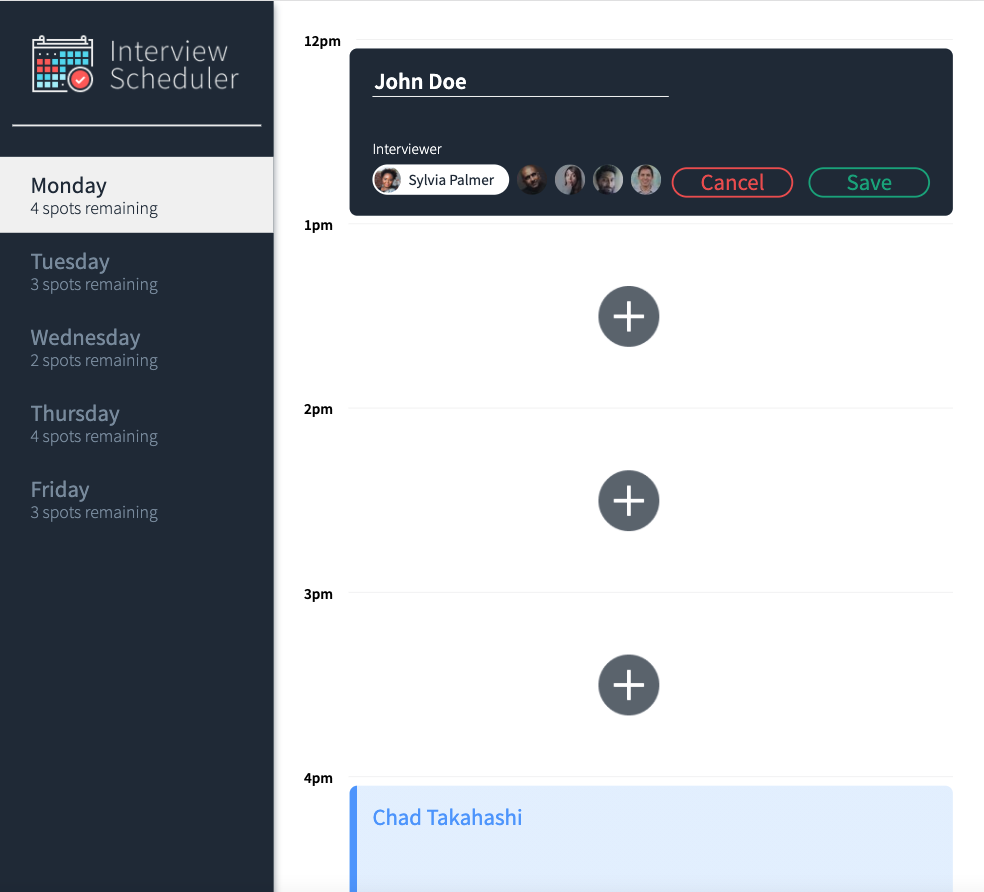 Interview
Scheduler
Monday
4 spots remaining
Tuesday
3 spots remaining
Wednesday
2 spots remaining
Thursday
4 spots remaining
Friday
3 spots remaining
12pm
John Doe
Interviewer
Sylvia Palmer
Cancel
Save
1pm
2pm
3pm
4pm
Chad Takahashi